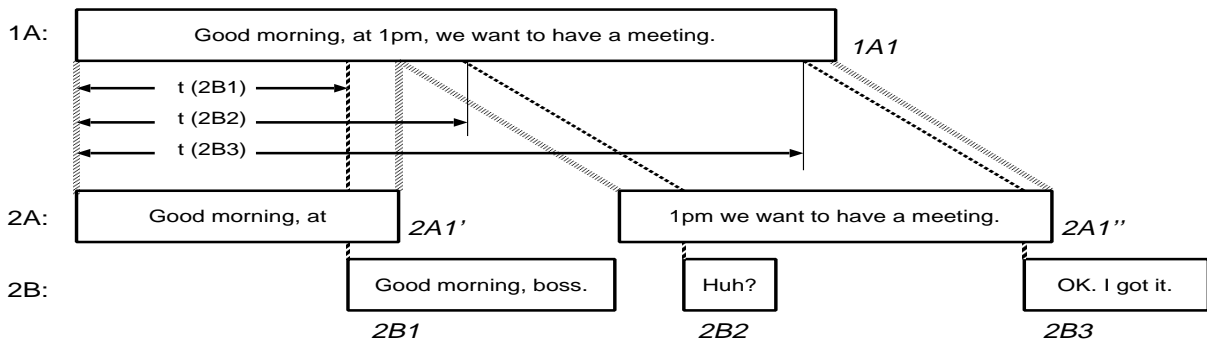 1A: Good morning, at 1pm, we want to have a meeting. 1A1
t (2B1)
t (2B2)
t (2B3)
2A: Good morning, at 2A1' 1pm we want to have a meeting. 2A1''
2B: Good morning, boss. Huh? OK. I got it.
2B1 2B2 2B3